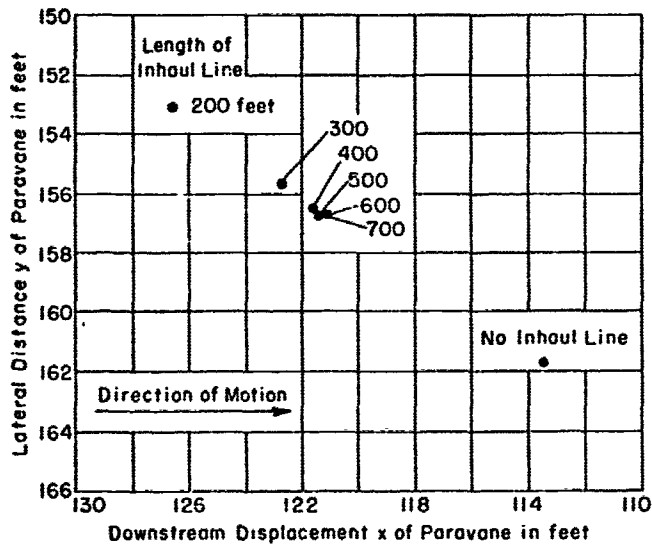 150
152
154
156
158
160
162
164
166
Lateral Distance y of Paravane in feet
Length of
Inhaul Line
200 feet
300
400
500
600
700
No Inhaul Line
Direction of Motion
130
125
122
118
114
110
Downstream Displacement x of Paravane in feet